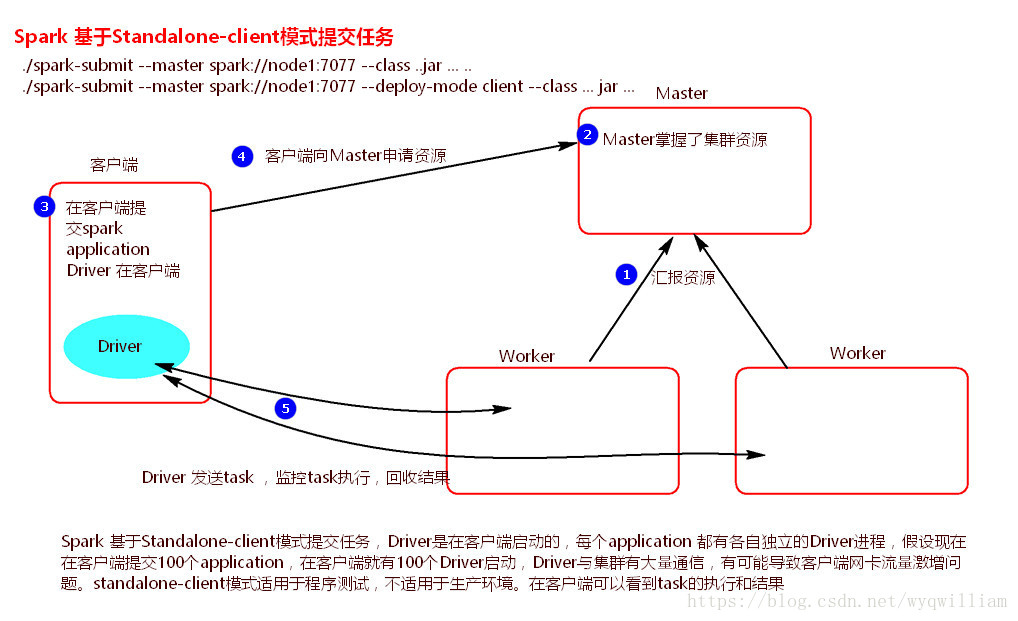 Spark 基于Standalone-client模式提交任务
./spark-submit --master spark://node1:7077 --class ..jar ... ..
./spark-submit --master spark://node1:7077 --deploy-mode client --class ... jar ...
Master
2 Master掌握了集群资源
4 客户端向Master申请资源
客户端
3 在客户端提
交spark
application
Driver 在客户端
1 汇报资源
Driver
Worker
Worker
5
Driver 发送task ，监控task执行，回收结果
Spark 基于Standalone-client模式提交任务，Driver是在客户端启动的，每个application 都有各自独立的Driver进程，假设现在
在客户端提交100个application，在客户端就有100个Driver启动，Driver与集群有大量通信，有可能导致客户端网卡流量激增问
题。standalone-client模式适用于程序测试，不适用于生产环境。在客户端可以看到task的执行和结果
https://blog.csdn.net/wyqwilliam